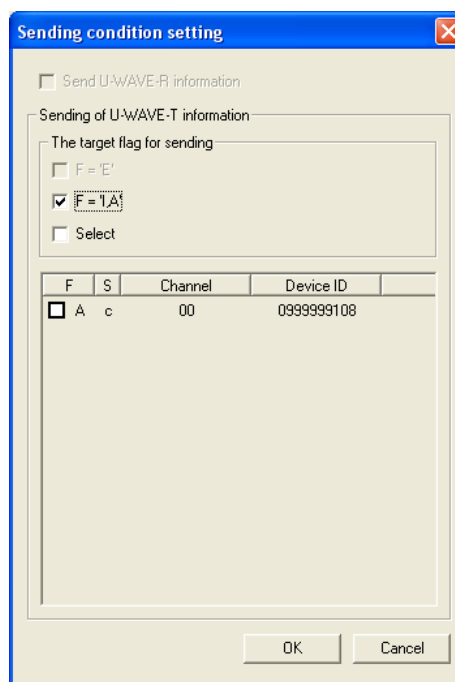 Sending condition setting
Send U-WAVE-R information
Sending of U-WAVE-T information
The target flag for sending
F = 'E'
F = 'I,A'
Select
F S Channel Device ID
A c 00 0999999108
OK Cancel